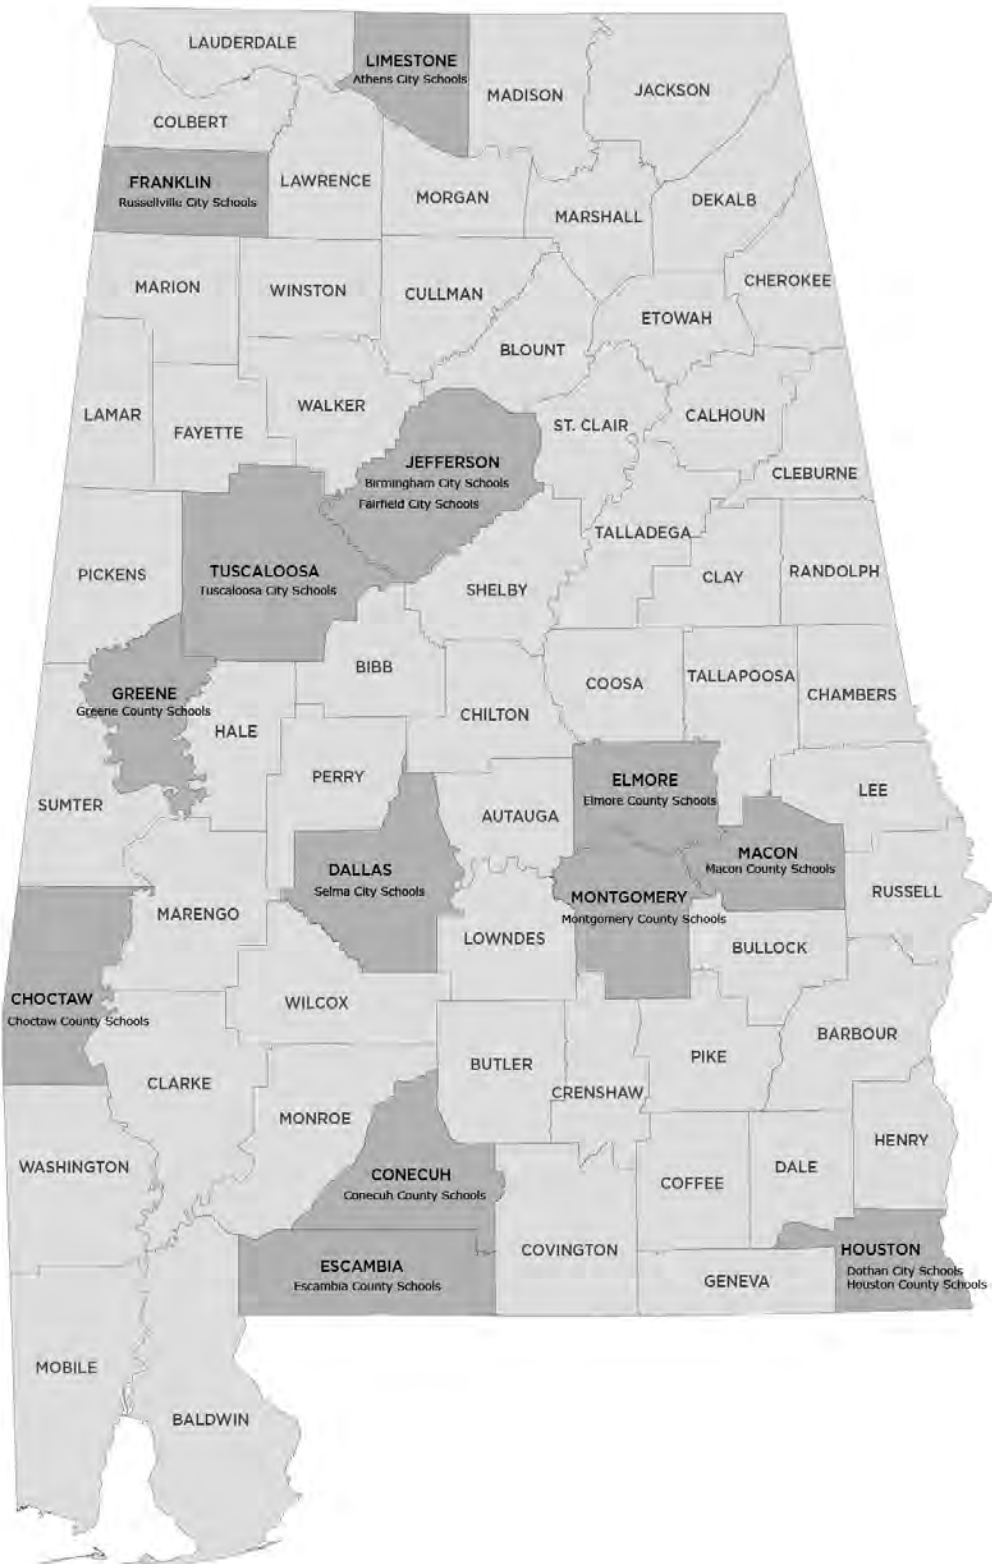 LAUDERDALE
LIMESTONE
Athens City Schools
MADISON
JACKSON
COLBERT
FRANKLIN
Russellville City Schools
LAWRENCE
MORGAN
MARSHALL
DEKALB
MARION
WINSTON
CULLMAN
CHEROKEE
ETOWAH
BLOUNT
LAMAR
FAYETTE
WALKER
ST. CLAIR
CALHOUN
JEFFERSON
Birmingham City Schools
Fairfield City Schools
CLEBURNE
TALLADEGA
PICKENS
TUSCALOOSA
Tuscaloosa City Schools
SHELBY
CLAY
RANDOLPH
BIBB
COOSA
TALLAPOOSA
CHAMBERS
GREENE
Greene County Schools
HALE
CHILTON
PERRY
SUMTER
AUTAUGA
ELMORE
Elmore County Schools
LEE
DALLAS
Selma City Schools
MACON
Macon County Schools
MONTGOMERY
Montgomery County Schools
RUSSELL
MARENGO
LOWNDES
BULLOCK
CHOCTAW
Choctaw County Schools
WILCOX
BARBOUR
CLARKE
BUTLER
CRENSHAW
PIKE
MONROE
HENRY
WASHINGTON
CONECUH
Conecuh County Schools
COFFEE
DALE
COVINGTON
HOUSTON
Dothan City Schools
Houston County Schools
ESCAMBIA
Escambia County Schools
GENEVA
MOBILE
BALDWIN